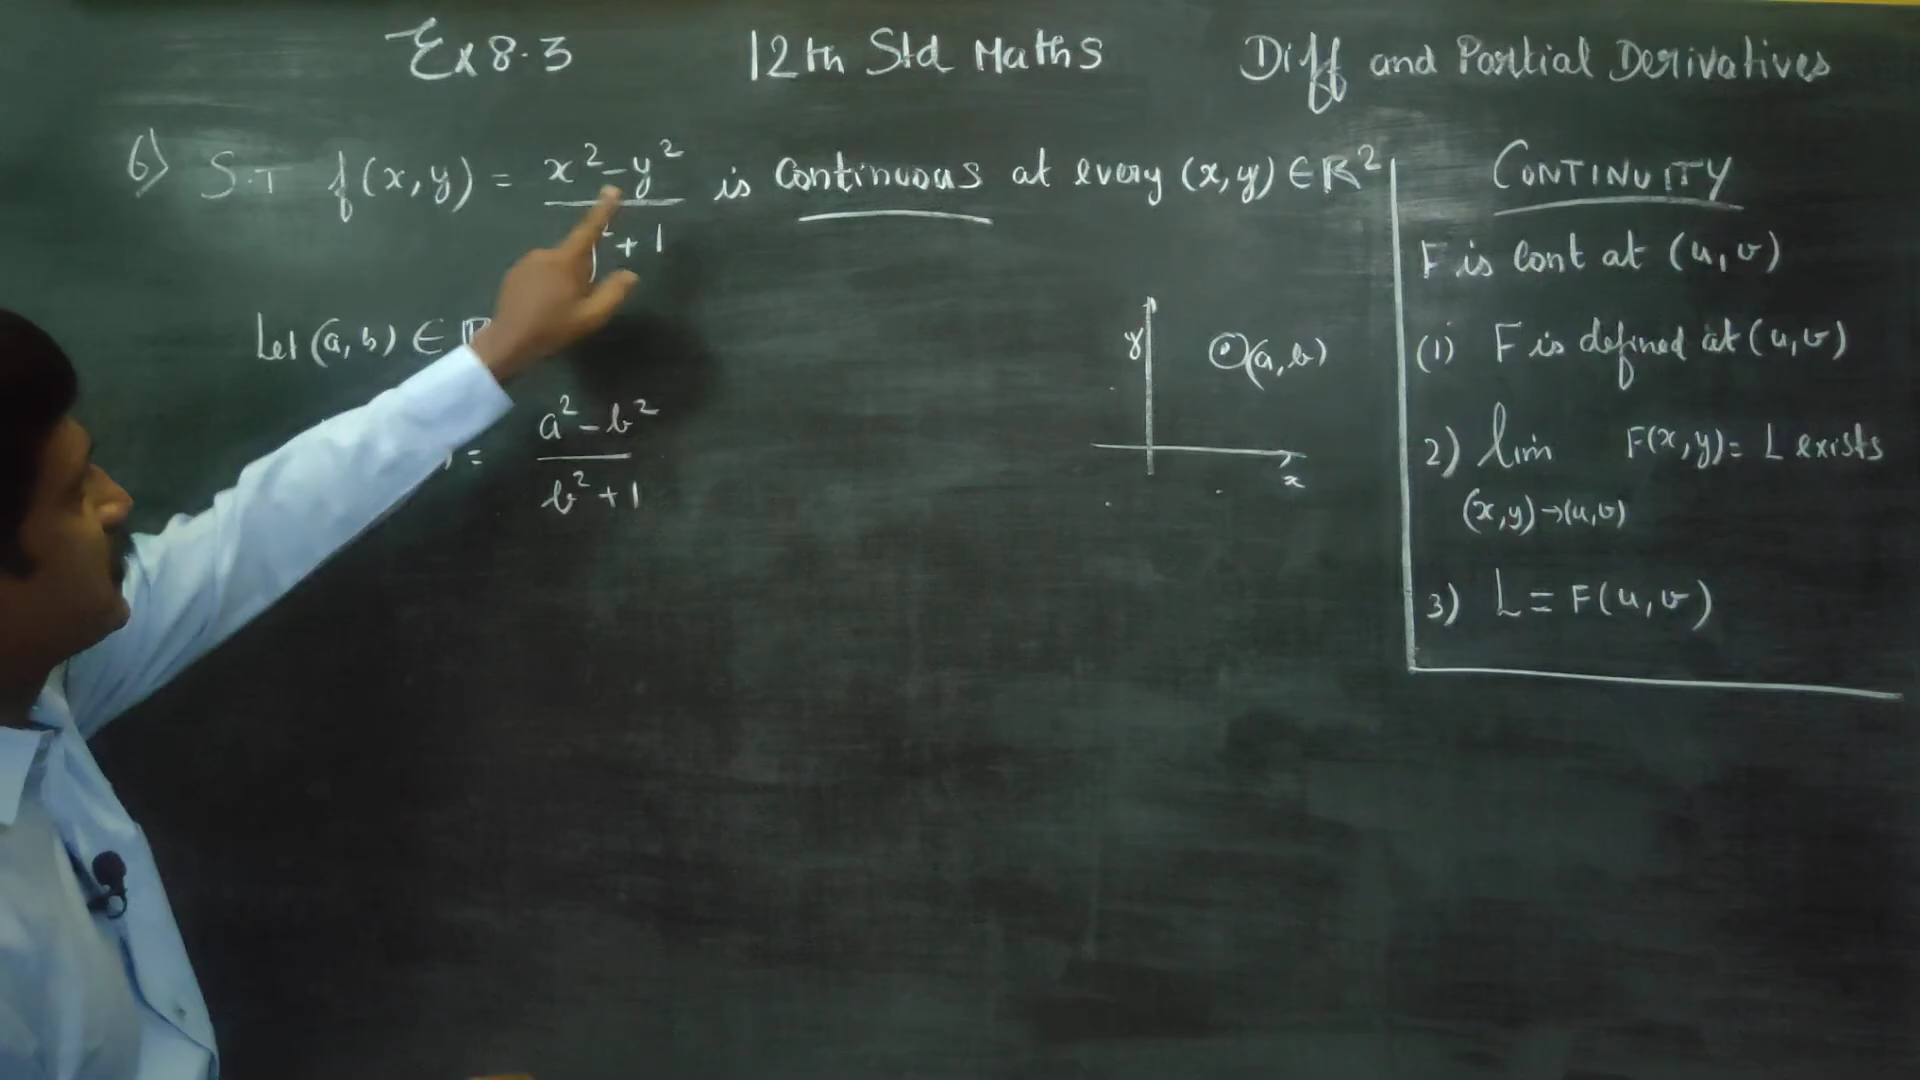 Ex 8.3 12th Std Maths Diff and Partial Derivatives
6) S.T f(x,y) = x² - y² / y² + 1 is Continuous at every (x,y) ∈ ℝ²
Let (a, b) ∈ ℝ
= a² - b² / b² + 1
y
(a, b)
x
CONTINUITY
F is Cont at (u, v)
(1) F is defined at (u, v)
2) lim F(x,y) = L exists
(x,y)→(u,v)
3) L = F(u, v)